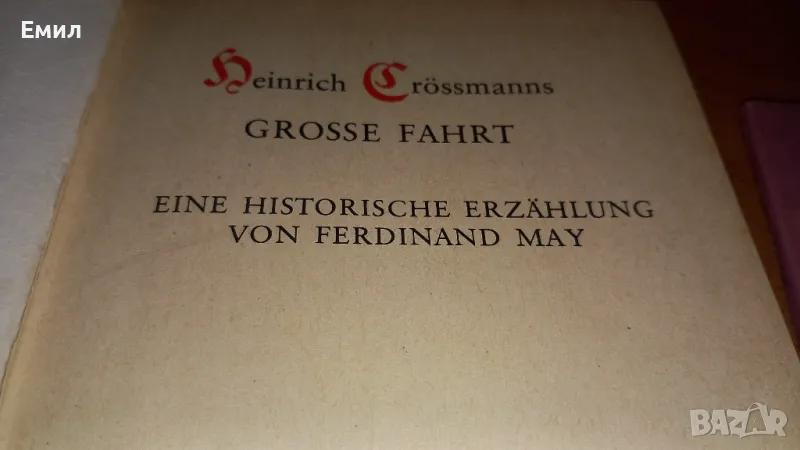 Емил
Heinrich Crössmanns
GROSSE FAHRT
EINE HISTORISCHE ERZÄHLUNG
VON FERDINAND MAY
BAZAR